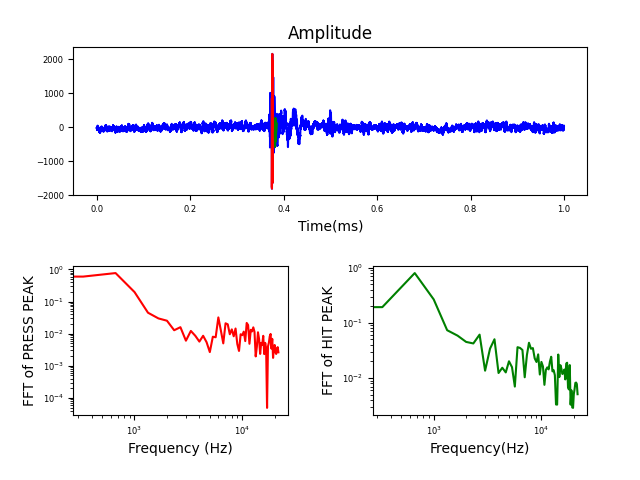 Amplitude
2000
1000
0
−1000
−2000
0.0 0.2 0.4 0.6 0.8 1.0
Time(ms)
FFT of PRESS PEAK
10⁰
10⁻¹
10⁻²
10⁻³
10⁻⁴
10³ 10⁴
Frequency (Hz)
FFT of HIT PEAK
10⁰
10⁻¹
10⁻²
10³ 10⁴
Frequency(Hz)